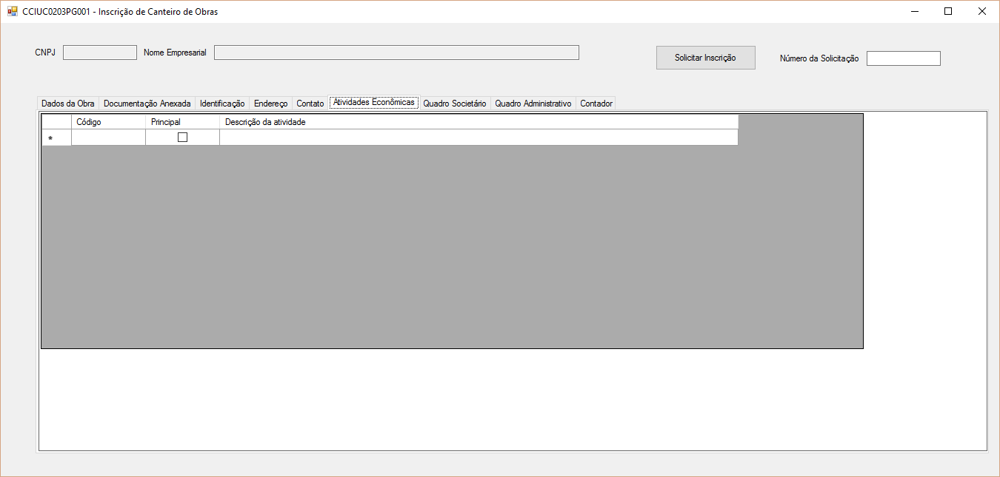 CCIUC0203PG001 - Inscrição de Canteiro de Obras
CNPJ Nome Empresarial Solicitar Inscrição Número da Solicitação
Dados da Obra Documentação Anexada Identificação Endereço Contato Atividades Econômicas Quadro Societário Quadro Administrativo Contador
Código Principal Descrição da atividade
*